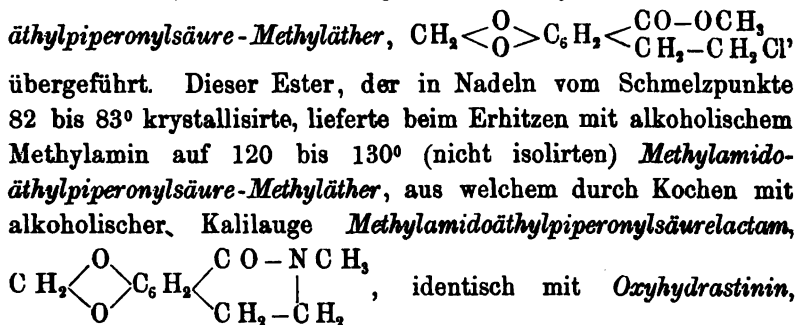 äthylpiperonylsäure-Methyläther, CH₂<O O>C₆H₂<CO–OCH₃ CH₂–CH₂Cl’
übergeführt. Dieser Ester, der in Nadeln vom Schmelzpunkte
82 bis 83⁰ krystallisirte, lieferte beim Erhitzen mit alkoholischem
Methylamin auf 120 bis 130⁰ (nicht isolirten) Methylamido-
äthylpiperonylsäure-Methyläther, aus welchem durch Kochen mit
alkoholischer, Kalilauge Methylamidoäthylpiperonylsäurelactam,
CH₂<O O>C₆H₂<CO–NCH₃ | CH₂–CH₂, identisch mit Oxyhydrastinin,